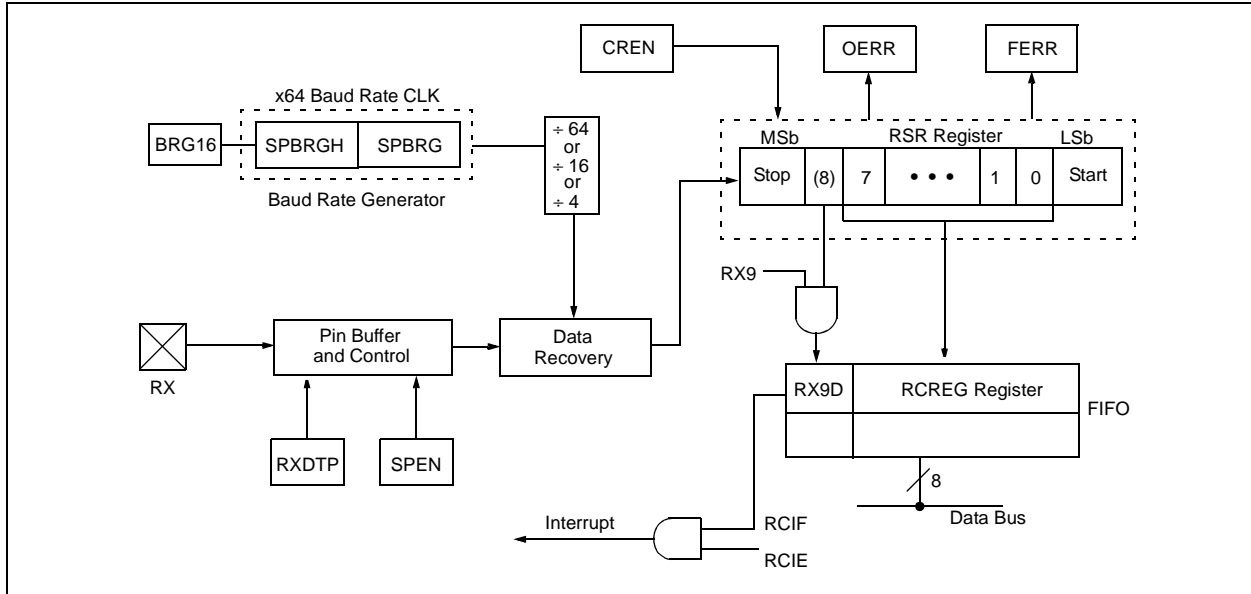 CREN
OERR
FERR
x64 Baud Rate CLK
BRG16
SPBRGH
SPBRG
Baud Rate Generator
÷ 64
or
÷ 16
or
÷ 4
MSb
RSR Register
LSb
Stop
(8)
7
• • •
1
0
Start
RX9
RX
Pin Buffer
and Control
Data
Recovery
RXDTP
SPEN
RX9D
RCREG Register
FIFO
8
Data Bus
Interrupt
RCIF
RCIE